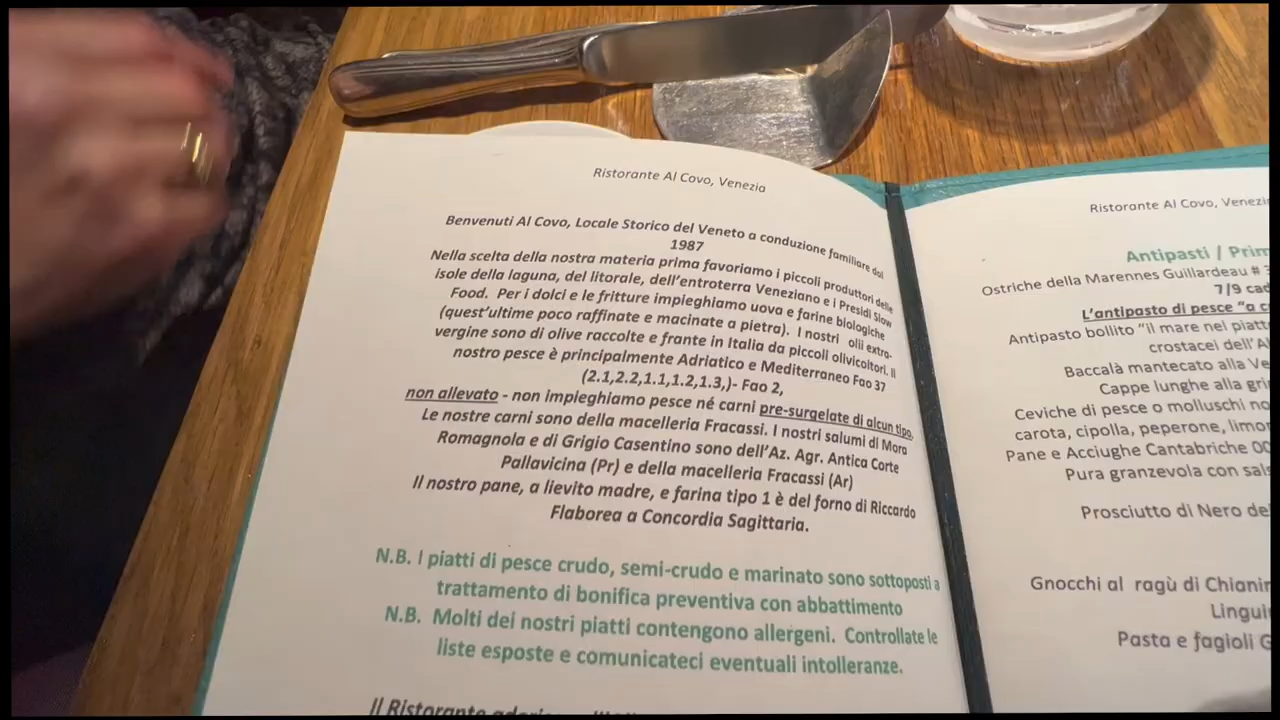 Ristorante Al Covo, Venezia
Benvenuti Al Covo, Locale Storico del Veneto a conduzione familiare dal
1987
Nella scelta della nostra materia prima favoriamo i piccoli produttori delle
isole della laguna, del litorale, dell'entroterra Veneziano e i Presidi Slow
Food. Per i dolci e le fritture impieghiamo uova e farine biologiche
(quest'ultime poco raffinate e macinate a pietra). I nostri olii extra-
vergine sono di olive raccolte e frante in Italia da piccoli olivicoltori. Il
nostro pesce è principalmente Adriatico e Mediterraneo Fao 37
(2.1,2.2,1.1,1.2,1.3,)- Fao 2,
non allevato - non impieghiamo pesce né carni pre-surgelate di alcun tipo.
Le nostre carni sono della macelleria Fracassi. I nostri salumi di Mora
Romagnola e di Grigio Casentino sono dell'Az. Agr. Antica Corte
Pallavicina (Pr) e della macelleria Fracassi (Ar)
Il nostro pane, a lievito madre, e farina tipo 1 è del forno di Riccardo
Flaborea a Concordia Sagittaria.
N.B. I piatti di pesce crudo, semi-crudo e marinato sono sottoposti a
trattamento di bonifica preventiva con abbattimento
N.B. Molti dei nostri piatti contengono allergeni. Controllate le
liste esposte e comunicateci eventuali intolleranze.
Il Ristorante
Ristorante Al Covo, Venezi
Antipasti / Prim
Ostriche della Marennes Guillardeau #
7/9 cad
L'antipasto di pesce "a c
Antipasto bollito "il mare nel piatt
crostacei dell'A
Baccalà mantecato alla Ve
Cappe lunghe alla gri
Ceviche di pesce o molluschi no
carota, cipolla, peperone, limon
Pane e Acciughe Cantabriche 00
Pura granzevola con sals
Prosciutto di Nero de
Gnocchi al ragù di Chianin
Lingui
Pasta e fagioli G